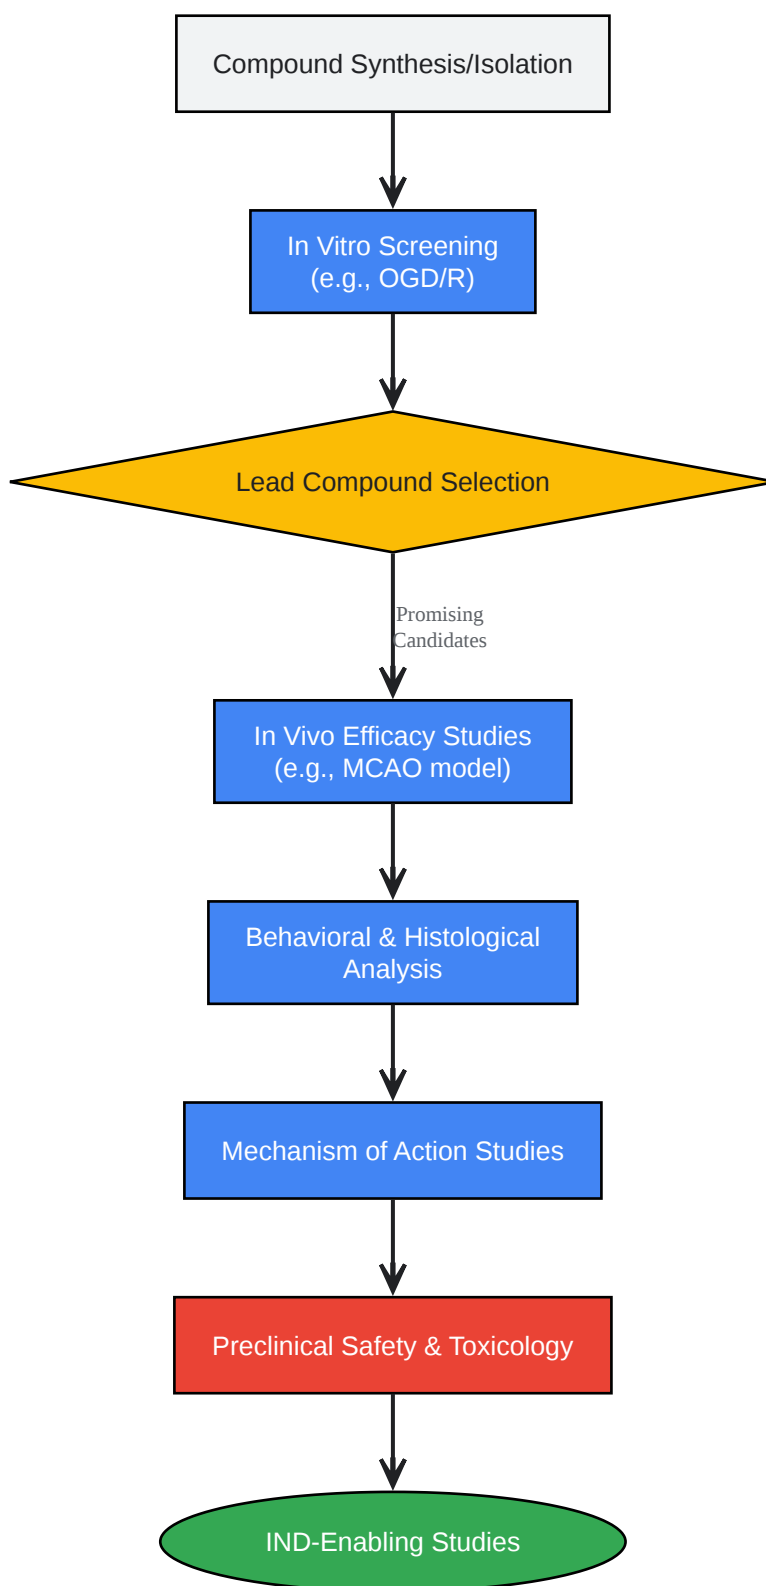 Compound Synthesis/Isolation
In Vitro Screening
(e.g., OGD/R)
Lead Compound Selection
Promising
Candidates
In Vivo Efficacy Studies
(e.g., MCAO model)
Behavioral & Histological
Analysis
Mechanism of Action Studies
Preclinical Safety & Toxicology
IND-Enabling Studies